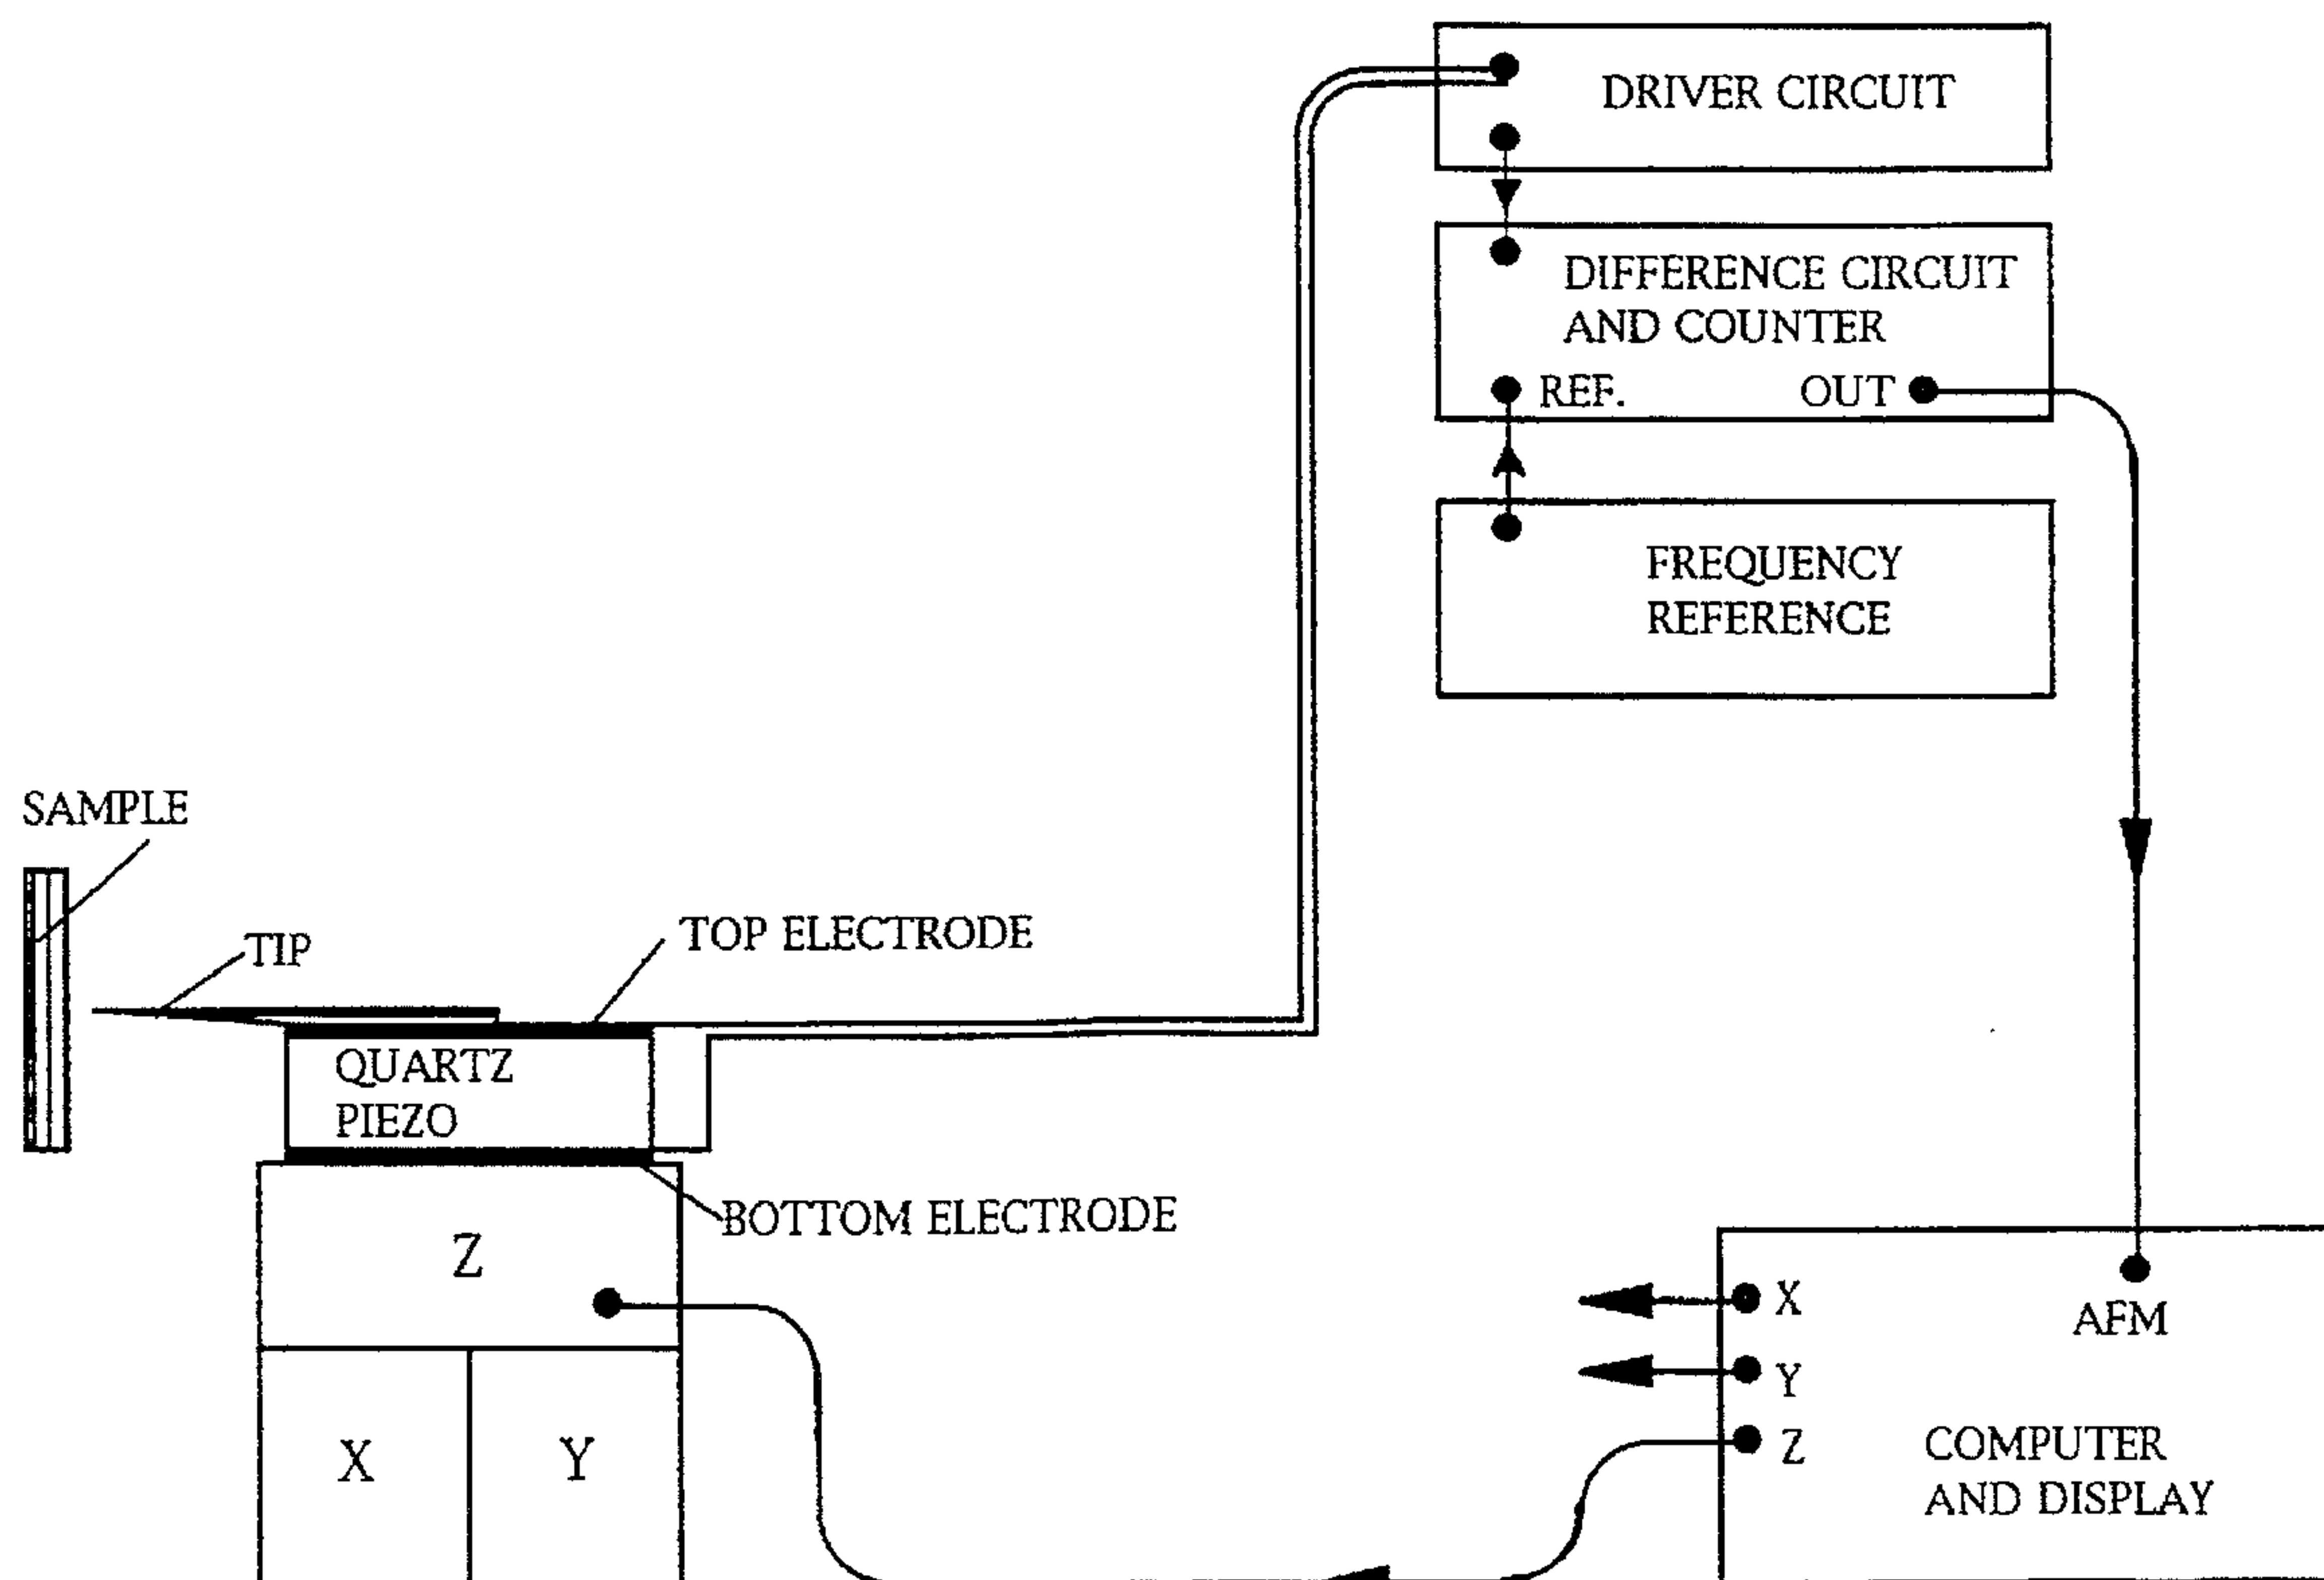 DRIVER CIRCUIT
DIFFERENCE CIRCUIT
AND COUNTER
REF. OUT
FREQUENCY
REFERENCE
SAMPLE
TIP
TOP ELECTRODE
QUARTZ
PIEZO
BOTTOM ELECTRODE
Z
X Y
X
Y
Z
AFM
COMPUTER
AND DISPLAY